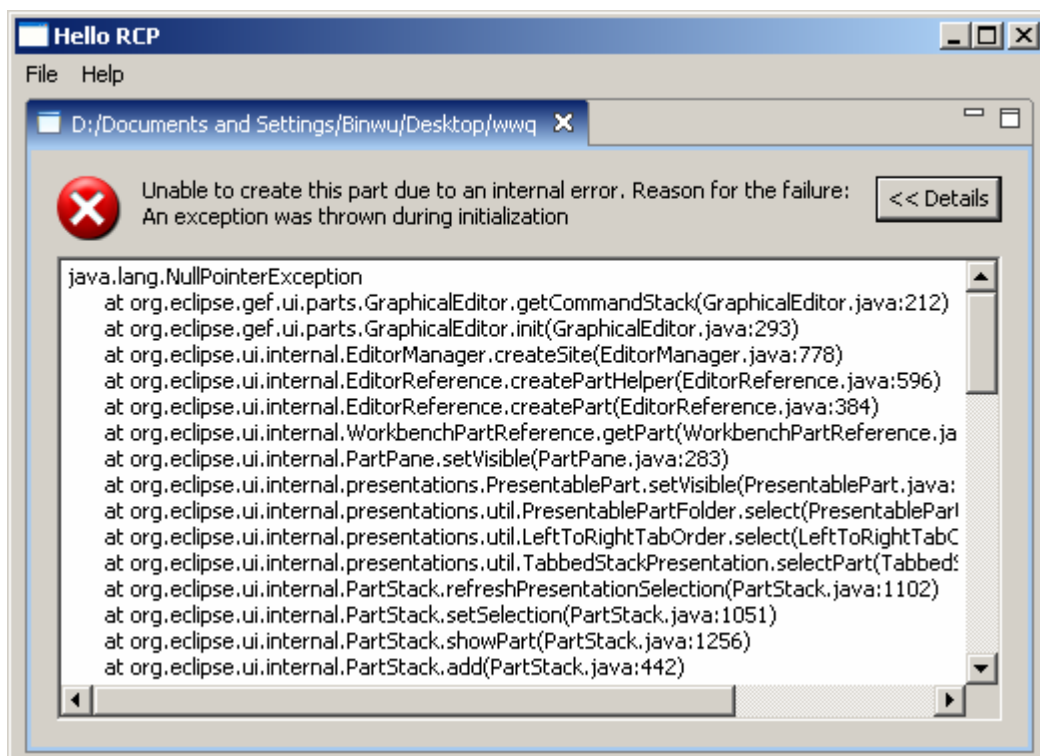 Hello RCP
File Help
D:/Documents and Settings/Binwu/Desktop/wwq
Unable to create this part due to an internal error. Reason for the failure:
An exception was thrown during initialization
<< Details
java.lang.NullPointerException
at org.eclipse.gef.ui.parts.GraphicalEditor.getCommandStack(GraphicalEditor.java:212)
at org.eclipse.gef.ui.parts.GraphicalEditor.init(GraphicalEditor.java:293)
at org.eclipse.ui.internal.EditorManager.createSite(EditorManager.java:778)
at org.eclipse.ui.internal.EditorReference.createPartHelper(EditorReference.java:596)
at org.eclipse.ui.internal.EditorReference.createPart(EditorReference.java:384)
at org.eclipse.ui.internal.WorkbenchPartReference.getPart(WorkbenchPartReference.ja
at org.eclipse.ui.internal.PartPane.setVisible(PartPane.java:283)
at org.eclipse.ui.internal.presentations.PresentablePart.setVisible(PresentablePart.java:
at org.eclipse.ui.internal.presentations.util.PresentablePartFolder.select(PresentablePart
at org.eclipse.ui.internal.presentations.util.LeftToRightTabOrder.select(LeftToRightTabO
at org.eclipse.ui.internal.presentations.util.TabbedStackPresentation.selectPart(TabbedS
at org.eclipse.ui.internal.PartStack.refreshPresentationSelection(PartStack.java:1102)
at org.eclipse.ui.internal.PartStack.setSelection(PartStack.java:1051)
at org.eclipse.ui.internal.PartStack.showPart(PartStack.java:1256)
at org.eclipse.ui.internal.PartStack.add(PartStack.java:442)